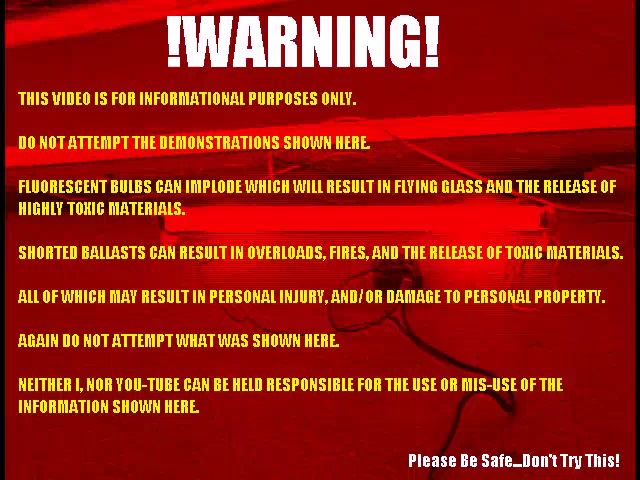 !WARNING!
THIS VIDEO IS FOR INFORMATIONAL PURPOSES ONLY.
DO NOT ATTEMPT THE DEMONSTRATIONS SHOWN HERE.
FLUORESCENT BULBS CAN IMPLODE WHICH WILL RESULT IN FLYING GLASS AND THE RELEASE OF
HIGHLY TOXIC MATERIALS.
SHORTED BALLASTS CAN RESULT IN OVERLOADS, FIRES, AND THE RELEASE OF TOXIC MATERIALS.
ALL OF WHICH MAY RESULT IN PERSONAL INJURY, AND/OR DAMAGE TO PERSONAL PROPERTY.
AGAIN DO NOT ATTEMPT WHAT WAS SHOWN HERE.
NEITHER I, NOR YOU-TUBE CAN BE HELD RESPONSIBLE FOR THE USE OR MIS-USE OF THE
INFORMATION SHOWN HERE.
Please Be Safe...Don't Try This!